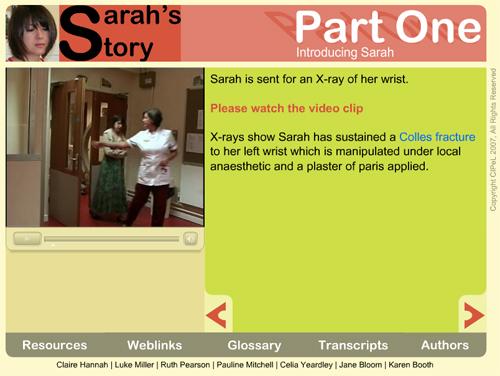 Sarah's
Story
Part One
Introducing Sarah
Sarah is sent for an X-ray of her wrist.
Please watch the video clip
X-rays show Sarah has sustained a Colles fracture
to her left wrist which is manipulated under local
anaesthetic and a plaster of paris applied.
Copyright CIPeL 2007, All Rights Reserved
Resources
Weblinks
Glossary
Transcripts
Authors
Claire Hannah | Luke Miller | Ruth Pearson | Pauline Mitchell | Celia Yeardley | Jane Bloom | Karen Booth